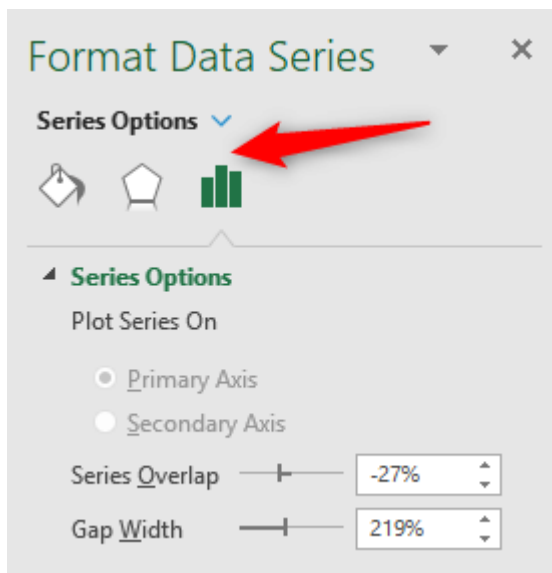 Format Data Series
Series Options
Series Options
Plot Series On
Primary Axis
Secondary Axis
Series Overlap -27%
Gap Width 219%